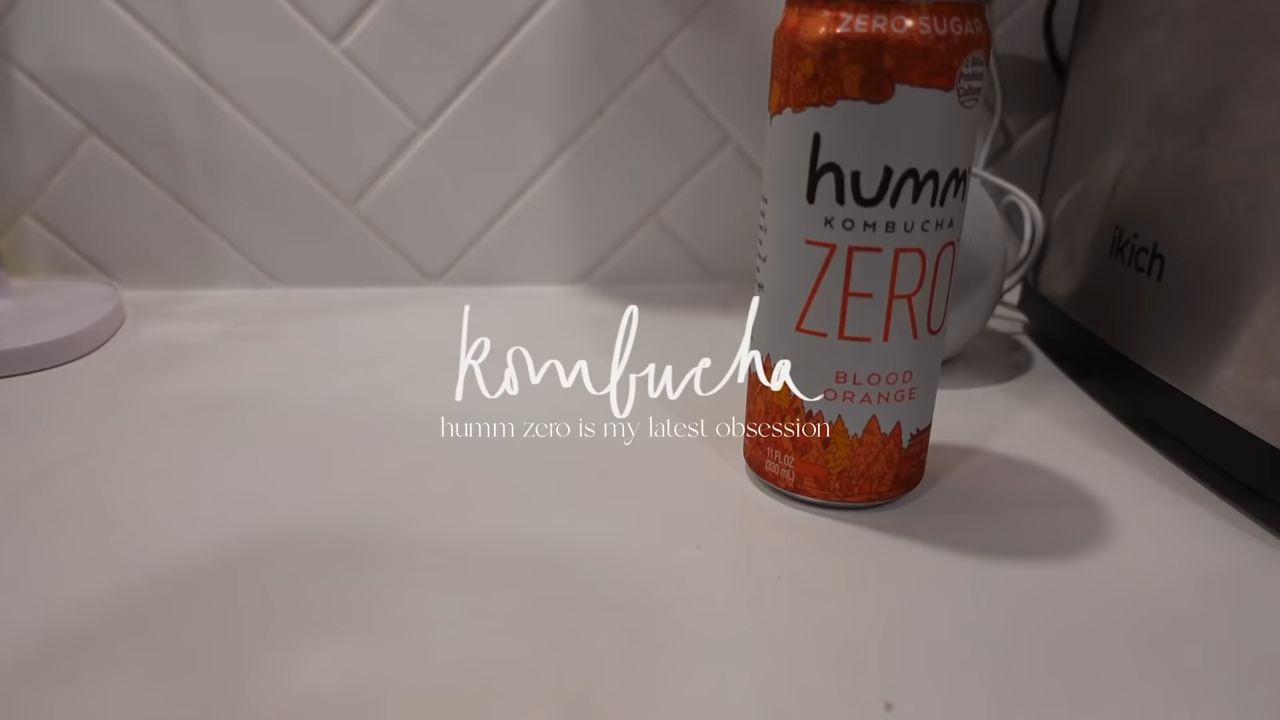 ZERO SUGAR
humm
KOMBUCHA
ZERO
ikich
kombucha
humm zero is my latest obsession
BLOOD
ORANGE
11 FL OZ
(330 mL)